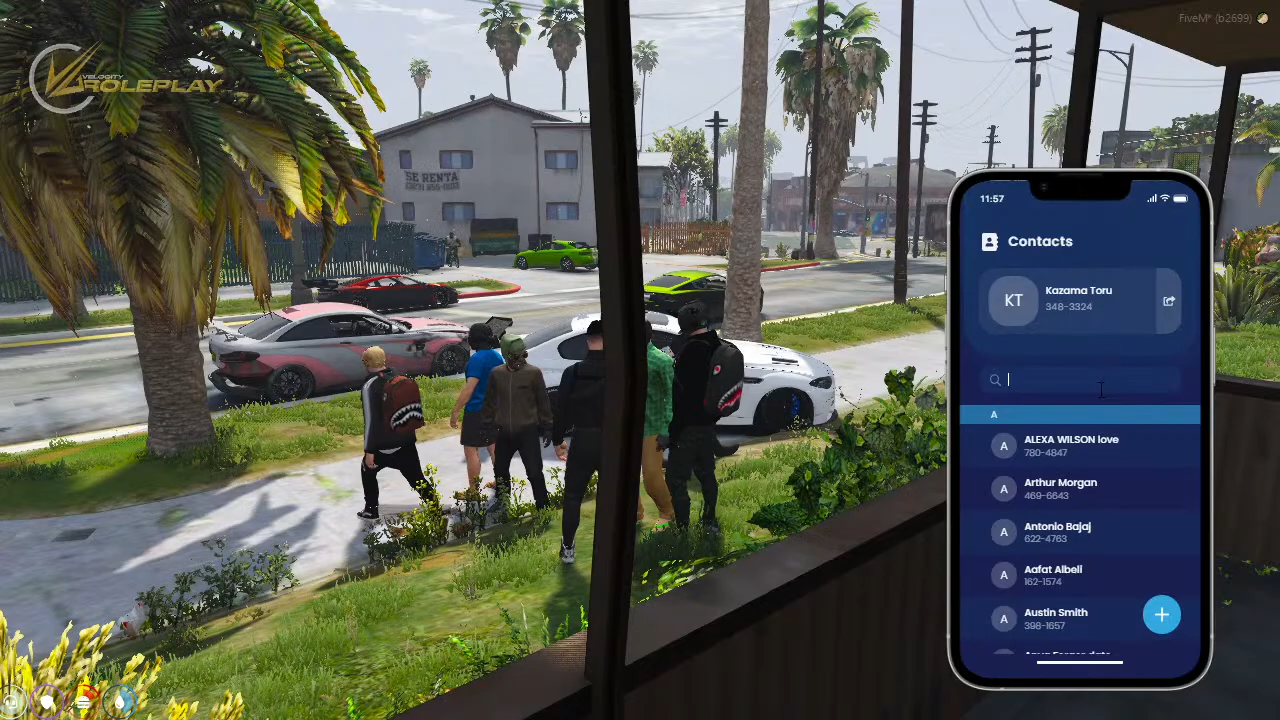 FiveM* (b2699)
VELOCITY
ROLEPLAY
SE RENTA
11:57
Contacts
KT
Kazama Toru
348-3324
A
A
ALEXA WILSON love
780-4847
A
Arthur Morgan
469-6643
A
Antonio Bajaj
622-4763
A
Aafat Albeli
162-1574
A
Austin Smith
398-1657
+